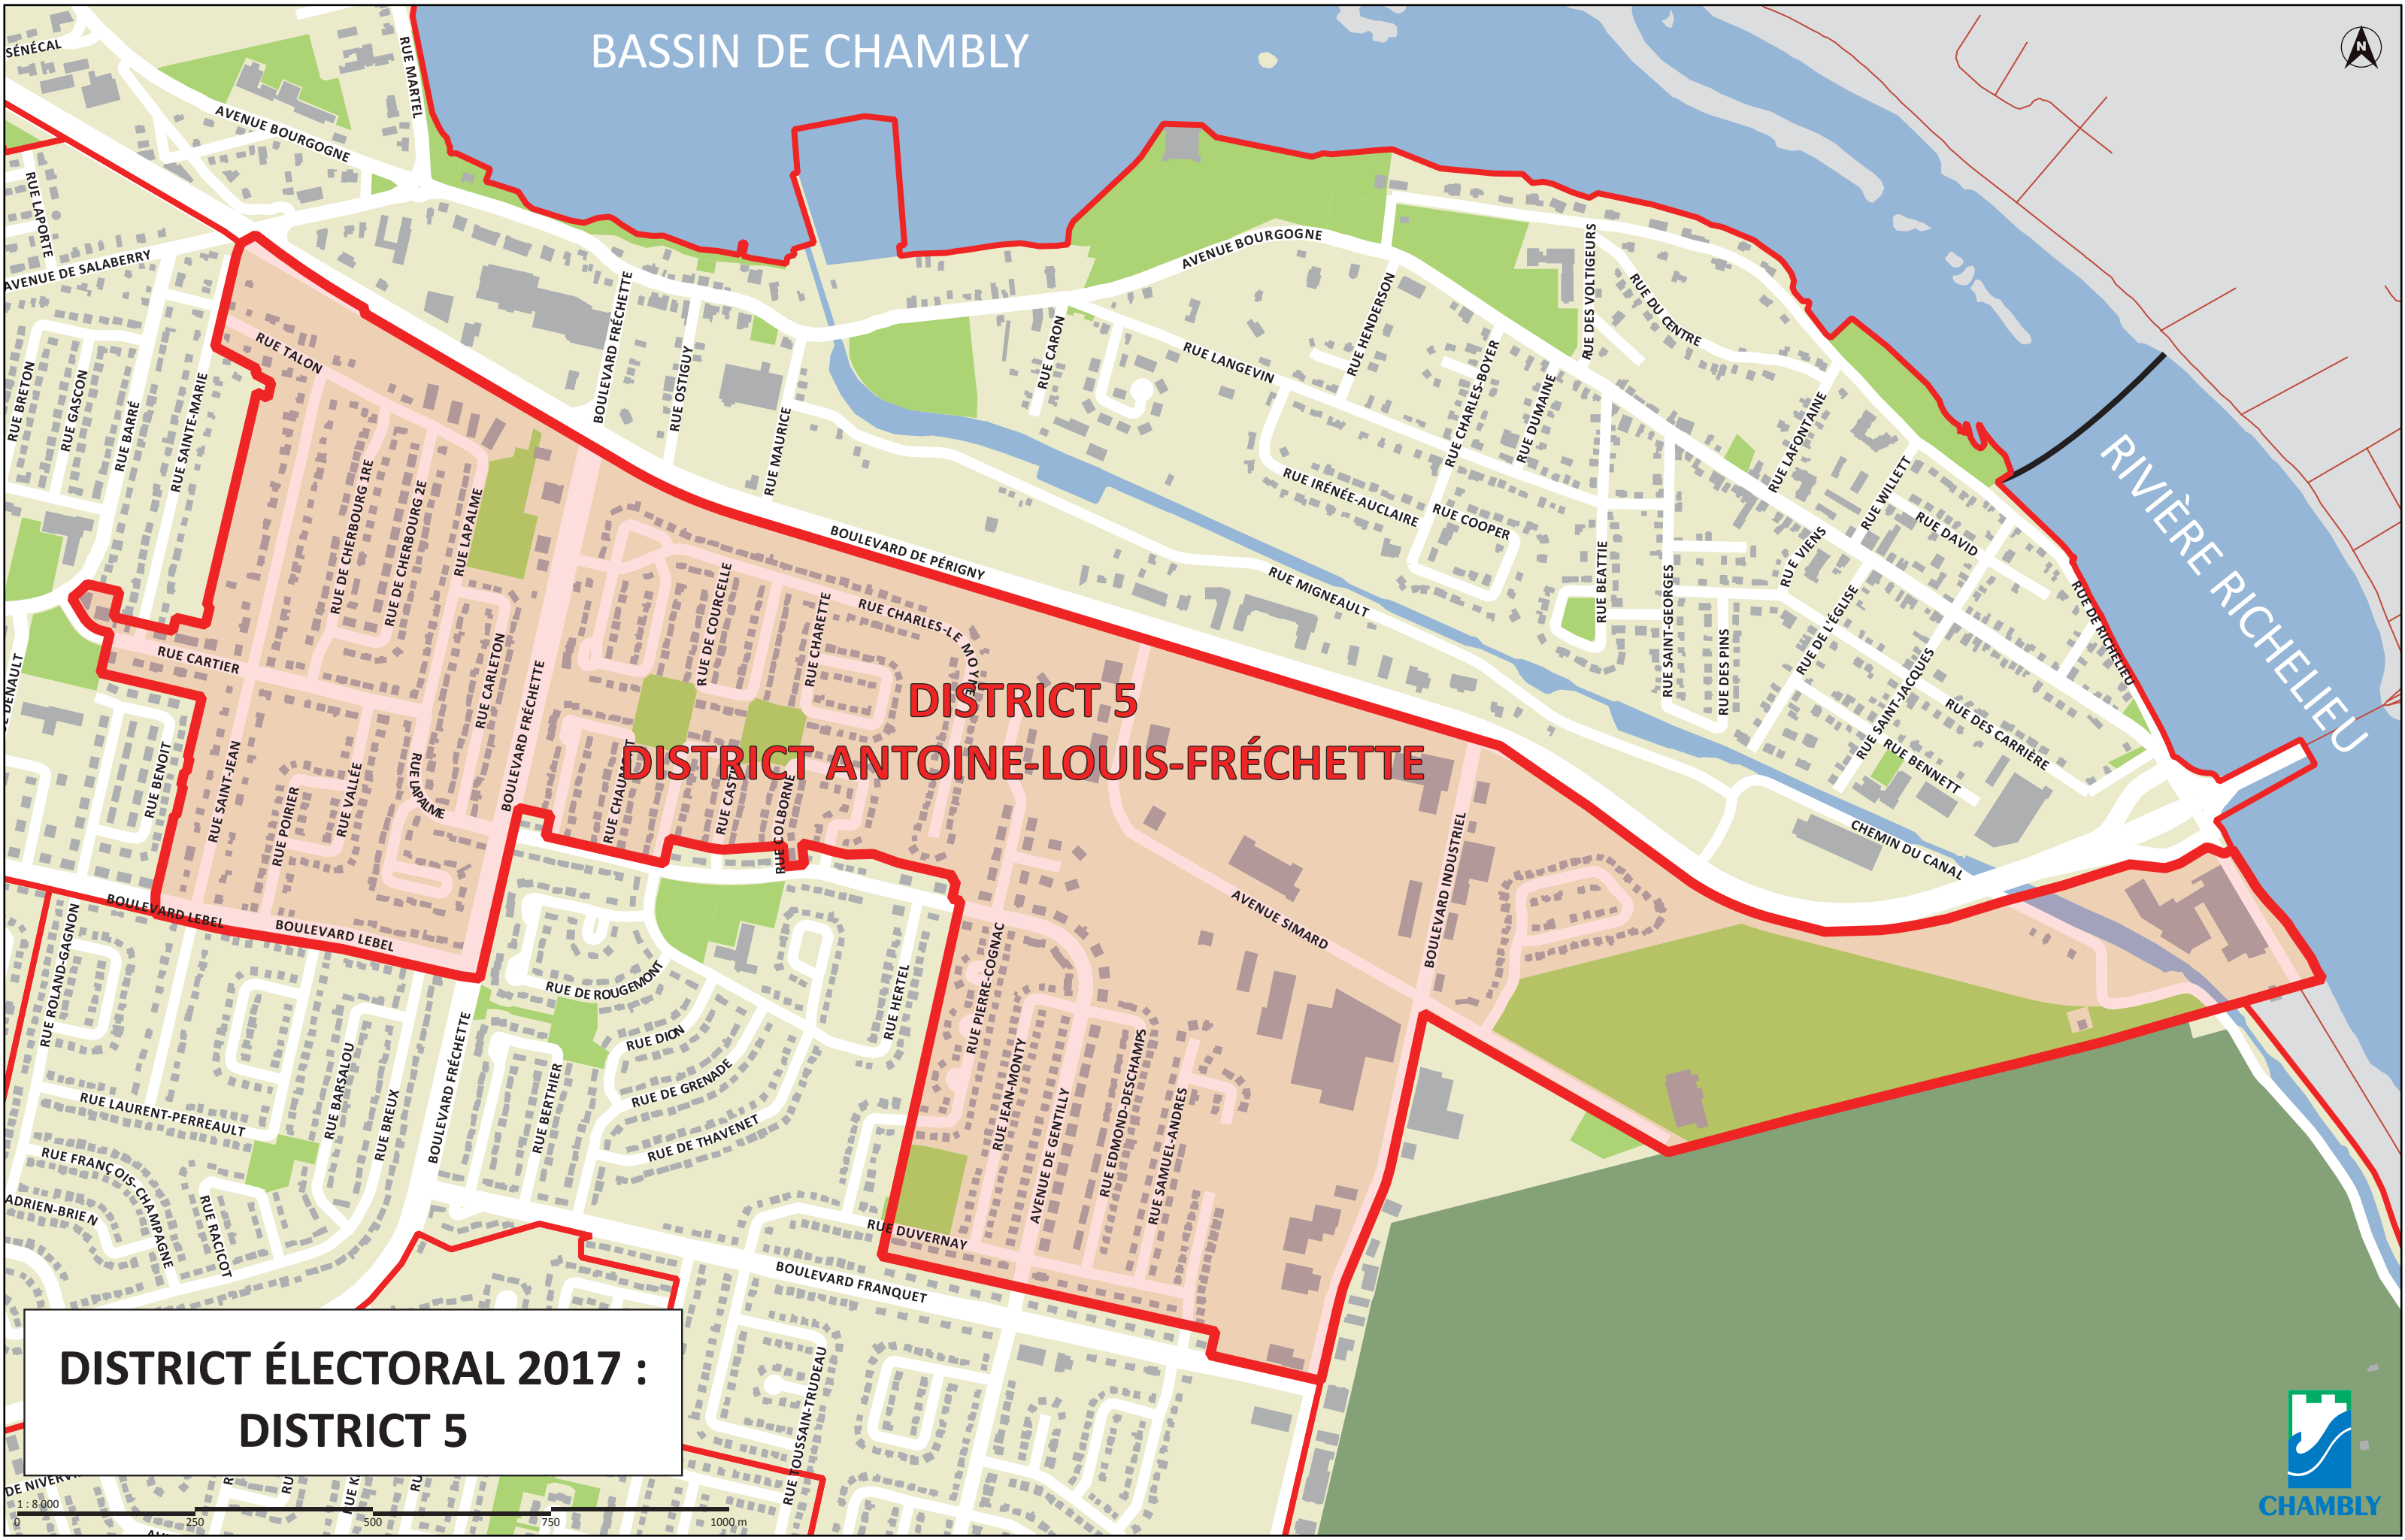 BASSIN DE CHAMBLY
N
SÉNÉCAL
RUE MARTEL
AVENUE BOURGOGNE
RUE LAPORTE
AVENUE DE SALABERRY
AVENUE BOURGOGNE
RUE DES VOLTIGEURS
RUE DU CENTRE
RUE HENDERSON
BOULEVARD FRÉCHETTE
RUE OSTIGUY
RUE CARON
RUE LANGEVIN
RUE CHARLES-BOYER
RUE DUMAINE
RUE TALON
RUE BRETON
RUE GASCON
RUE BARRÉ
RUE SAINTE-MARIE
RUE MAURICE
RUE LAFONTAINE
RUE WILLETT
RIVIÈRE RICHELIEU
RUE DE CHERBOURG 1RE
RUE DE CHERBOURG 2E
RUE LAPALME
RUE IRÉNÉE-AUCLAIRE
RUE COOPER
RUE DAVID
RUE VIENS
BOULEVARD DE PÉRIGNY
RUE MIGNEAULT
RUE BEATTIE
RUE SAINT-GEORGES
RUE DES PINS
RUE DE L'ÉGLISE
RUE DE RICHELIEU
RUE DE COURCELLE
RUE CHARETTE
RUE CHARLES-LE MOYNE
RUE CARTIER
RUE CARLETON
BOULEVARD FRÉCHETTE
RUE SAINT-JACQUES
RUE DES CARRIÈRE
RUE BENNETT
DISTRICT 5
DISTRICT ANTOINE-LOUIS-FRÉCHETTE
RUE BENOIT
RUE SAINT-JEAN
RUE POIRIER
RUE VALLÉE
RUE LAPALME
RUE COLBORNE
BOULEVARD INDUSTRIEL
CHEMIN DU CANAL
AVENUE SIMARD
BOULEVARD LEBEL
BOULEVARD LEBEL
RUE ROLAND-GAGNON
RUE DE ROUGEMONT
RUE HERTEL
RUE PIERRE-COGNAC
RUE DION
RUE DE GRENADE
RUE DE THAVENET
RUE BERTHIER
BOULEVARD FRÉCHETTE
RUE BARSALOU
RUE BREUX
RUE LAURENT-PERREAULT
RUE FRANÇOIS-CHAMPAGNE
ADRIEN-BRIEN
RUE RACICOT
RUE JEAN-MONTY
AVENUE DE GENTILLY
RUE EDMOND-DESCHAMPS
RUE SAMUEL-ANDRES
RUE DUVERNAY
BOULEVARD FRANQUET
RUE TOUSSAIN-TRUDEAU
DISTRICT ÉLECTORAL 2017 :
DISTRICT 5
1 : 8 000
0 250 500 750 1000 m
CHAMBLY